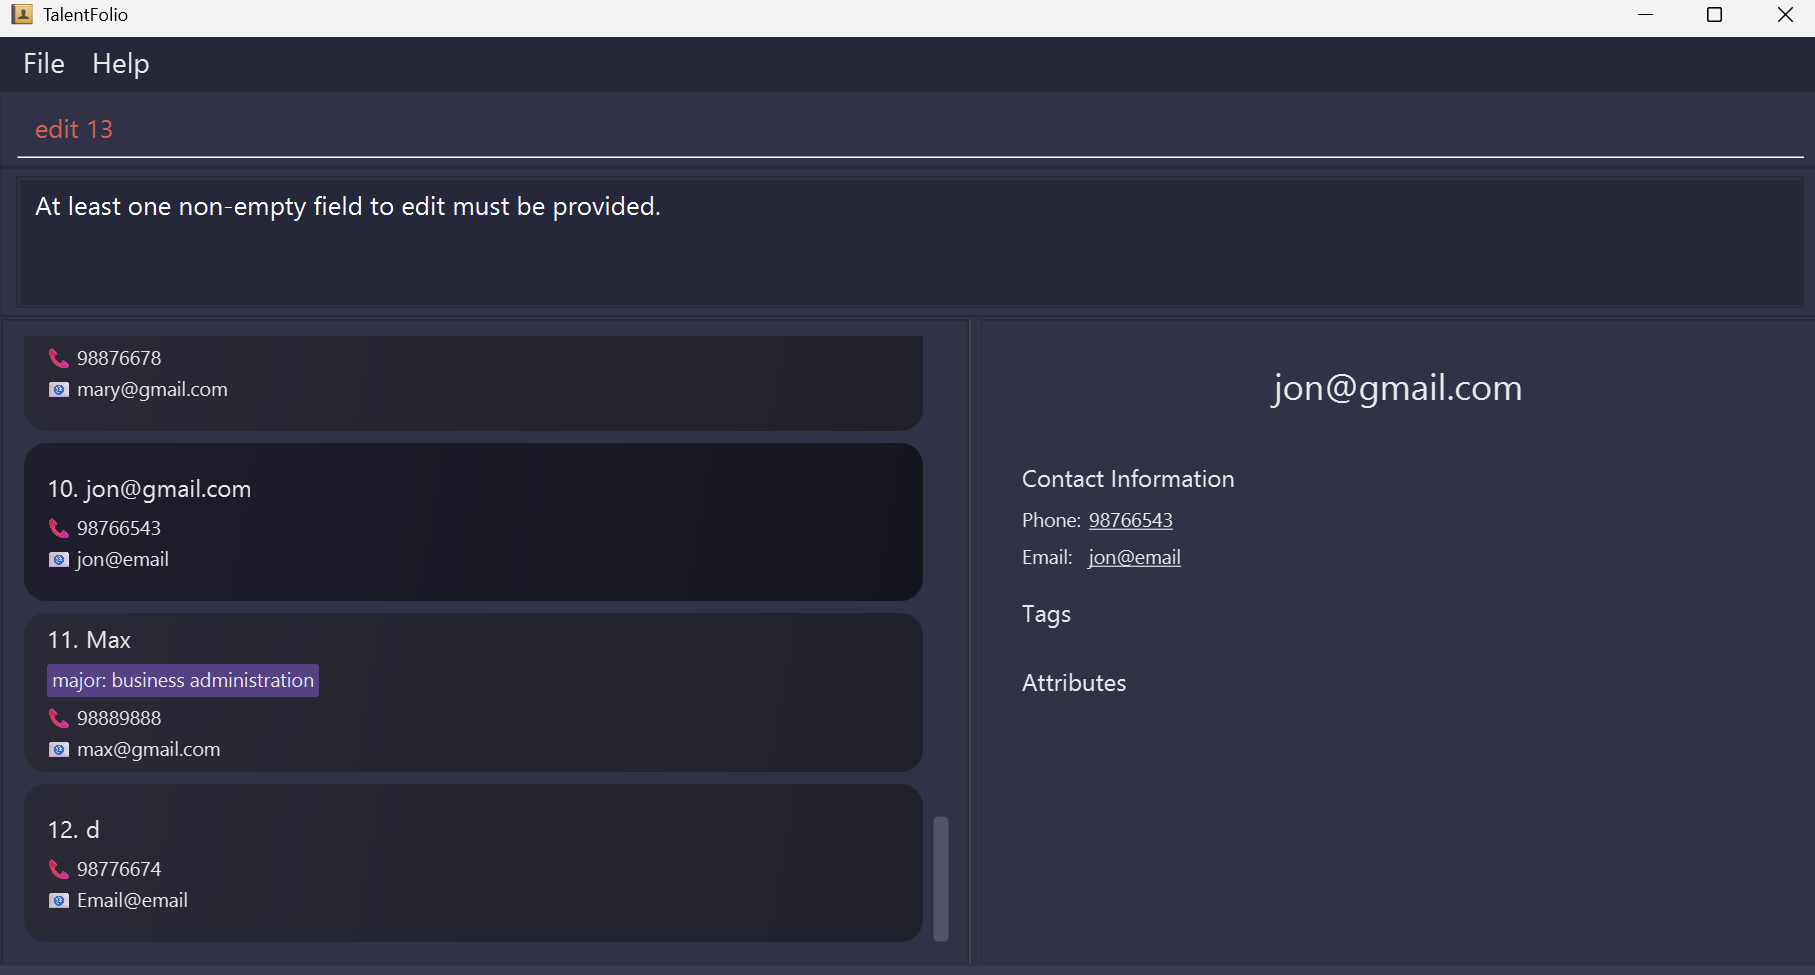 TalentFolio
File Help
edit 13
At least one non-empty field to edit must be provided.
98876678
mary@gmail.com
10. jon@gmail.com
98766543
jon@email
11. Max
major: business administration
98889888
max@gmail.com
12. d
98776674
Email@email
jon@gmail.com
Contact Information
Phone: 98766543
Email: jon@email
Tags
Attributes